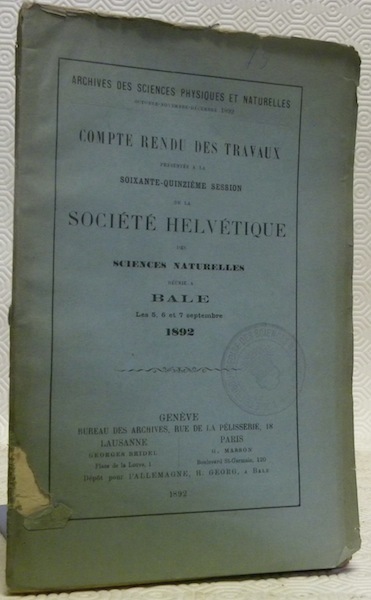 ARCHIVES DES SCIENCES PHYSIQUES ET NATURELLES
1892
COMPTE RENDU DES TRAVAUX
PRÉSENTÉS A LA
SOIXANTE-QUINZIÈME SESSION
DE LA
SOCIÉTÉ HELVÉTIQUE
DES
SCIENCES NATURELLES
RÉUNIE A
BALE
Les 5, 6 et 7 septembre
1892
GENÈVE
BUREAU DES ARCHIVES, RUE DE LA PÉLISSERIE, 18
LAUSANNE PARIS
GEORGES BRIDEL G. MASSON
Place de la Louve, 1 Boulevard St-Germain, 120
Dépôt pour l'ALLEMAGNE, H. GEORG, A BALE
1892